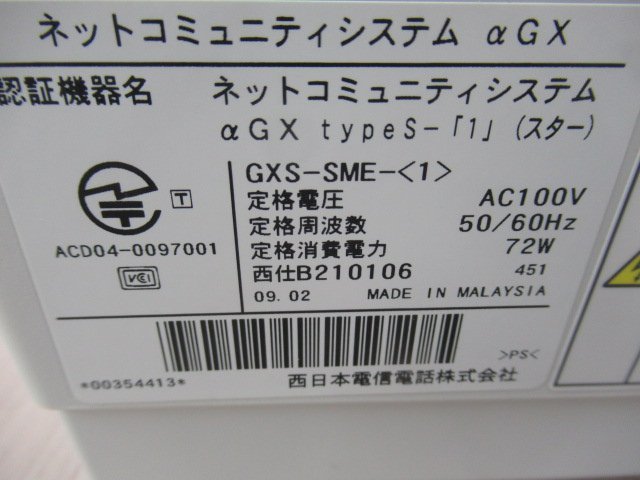 ネットコミュニティシステム αGX
認証機器名 ネットコミュニティシステム
αGX typeS-「1」(スター)
GXS-SME-<1>
定格電圧 AC100V
定格周波数 50/60Hz
定格消費電力 72W
西仕B210106 451
09.02 MADE IN MALAYSIA
T
ACD04-0097001
VCI
*00354413*
>PS<
西日本電信電話株式会社